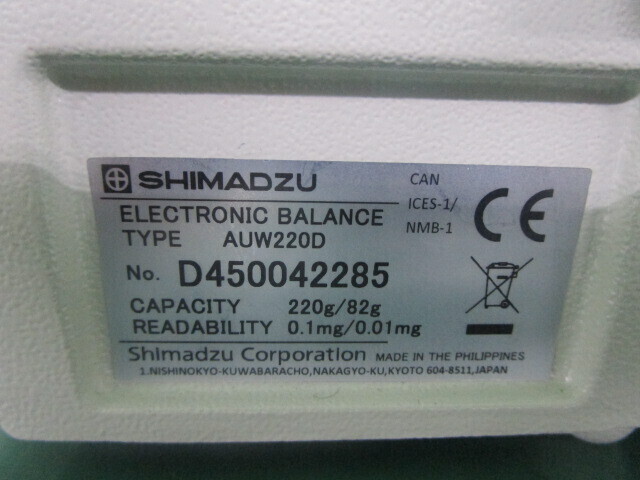 SHIMADZU
ELECTRONIC BALANCE
TYPE AUW220D
No. D450042285
CAPACITY 220g/82g
READABILITY 0.1mg/0.01mg
CAN
ICES-1/
NMB-1
CE
Shimadzu Corporation MADE IN THE PHILIPPINES
1.NISHINOKYO-KUWABARACHO,NAKAGYO-KU,KYOTO 604-8511,JAPAN